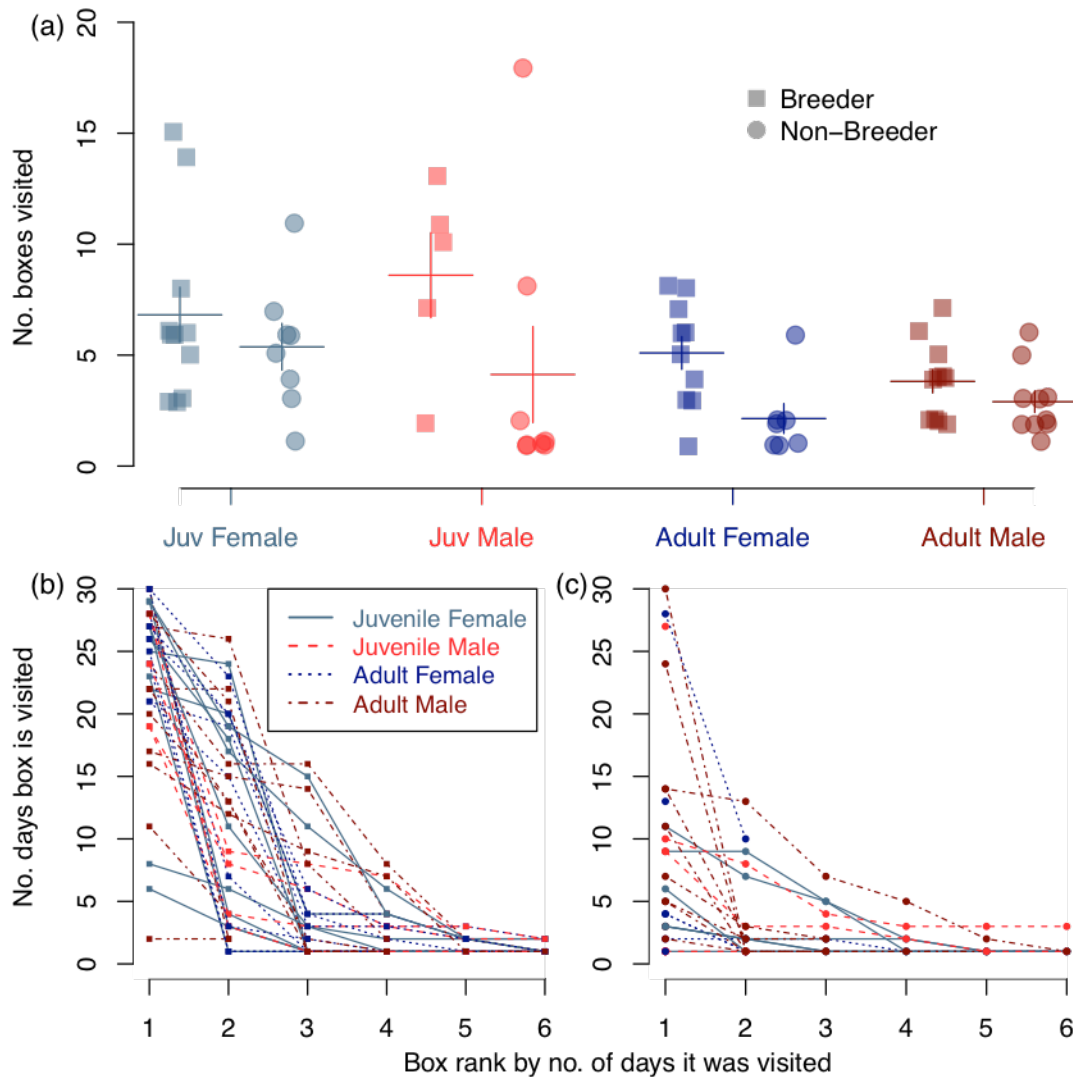 (a)
20
15
10
5
0
No. boxes visited
Breeder
Non−Breeder
Juv Female
Juv Male
Adult Female
Adult Male
(b)
30
25
20
15
10
5
0
No. days box is visited
Juvenile Female
Juvenile Male
Adult Female
Adult Male
1 2 3 4 5 6
(c)
30
25
20
15
10
5
0
1 2 3 4 5 6
Box rank by no. of days it was visited